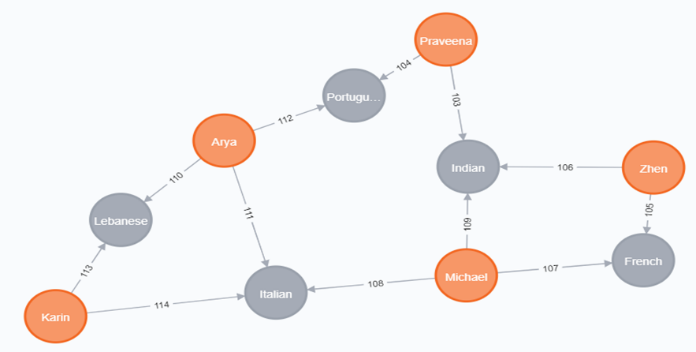 Praveena
104
Portugu...
103
112
Arya
Indian
106
Zhen
110
105
Lebanese
111
109
French
113
107
Michael
108
Italian
114
Karin